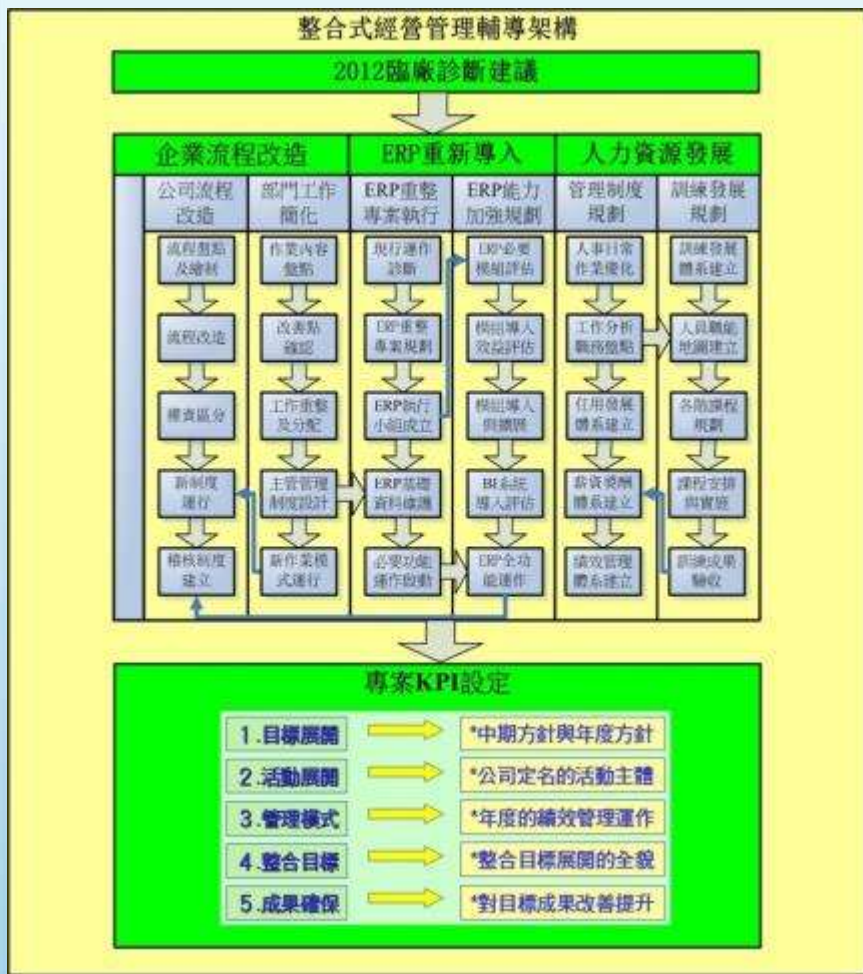 整合式經營管理輔導架構
2012臨廠診斷建議
企業流程改造
ERP重新導入
人力資源發展
公司流程
改造
部門工作
簡化
ERP重整
專案執行
ERP能力
加強規劃
管理制度
規劃
訓練發展
規劃
流程盤點
及繪制
流程改造
權責區分
新制度
運行
稽核制度
建立
作業內容
盤點
改善點
確認
工作重整
及分配
主管管理
制度設計
新作業模
式運行
現行運作
診斷
ERP重整
專案規劃
ERP執行
小組成立
ERP基礎
資料維護
必要功能
運作啟動
ERP必要
模組評估
模組導入
效益評估
模組導入
與擴展
BI系統
導入評估
ERP全功
能運作
人事日常
作業優化
工作分析
職務盤點
任用發展
體系建立
薪資獎酬
體系建立
績效管理
體系建立
訓練發展
體系建立
人員職能
地圖建立
各階課程
規劃
課程安排
與實施
訓練成果
驗收
專案KPI設定
1.目標展開
*中期方針與年度方針
2.活動展開
*公司定名的活動主體
3.管理模式
*年度的績效管理運作
4.整合目標
*整合目標展開的全貌
5.成果確保
*對目標成果改善提升